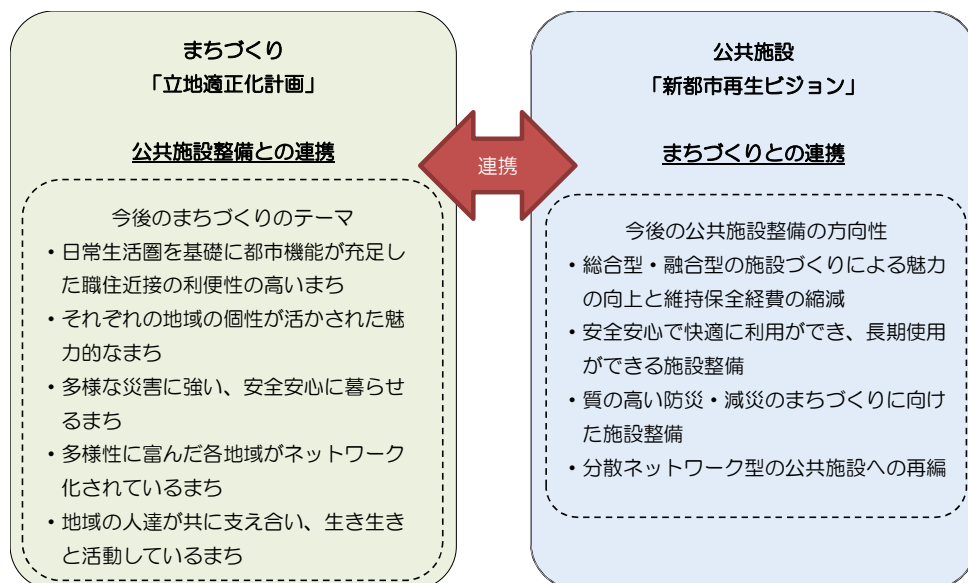 まちづくり
「立地適正化計画」
公共施設整備との連携
今後のまちづくりのテーマ
・日常生活圏を基礎に都市機能が充足し
た職住近接の利便性の高いまち
・それぞれの地域の個性が活かされた魅
力的なまち
・多様な災害に強い、安全安心に暮らせ
るまち
・多様性に富んだ各地域がネットワーク
化されているまち
・地域の人達が共に支え合い、生き生き
と活動しているまち
連携
公共施設
「新都市再生ビジョン」
まちづくりとの連携
今後の公共施設整備の方向性
・総合型・融合型の施設づくりによる魅力
の向上と維持保全経費の縮減
・安全安心で快適に利用ができ、長期使用
ができる施設整備
・質の高い防災・減災のまちづくりに向け
た施設整備
・分散ネットワーク型の公共施設への再編